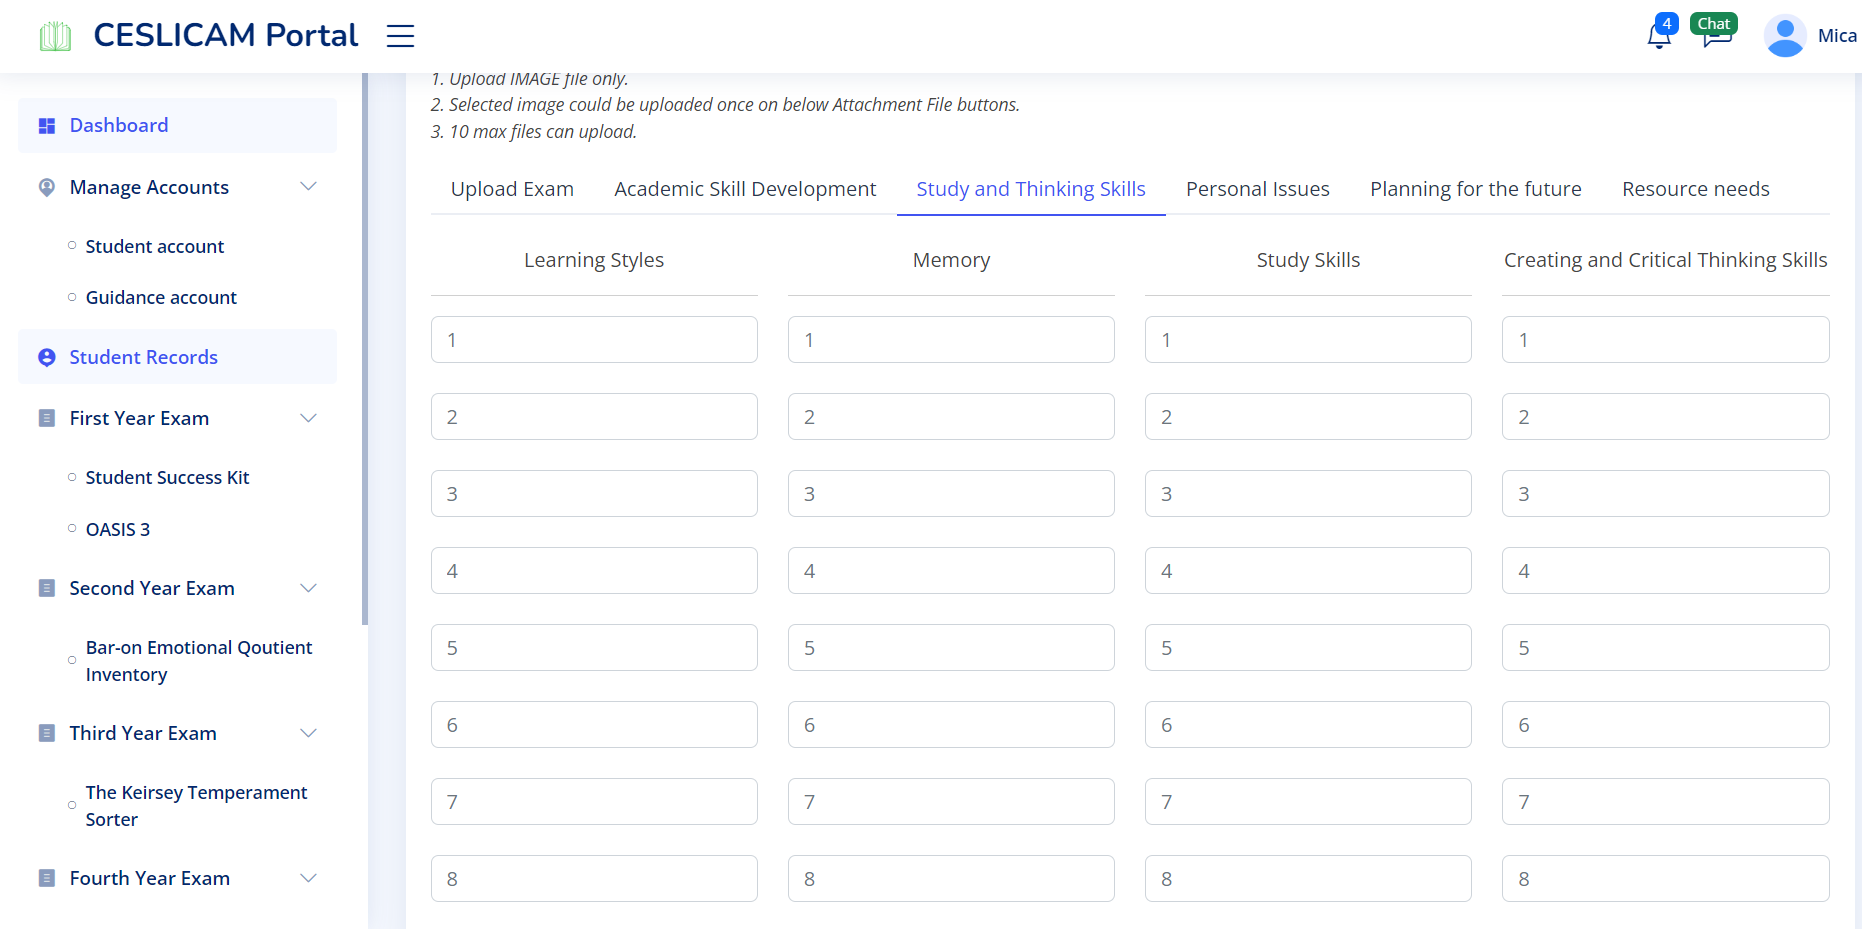 CESLICAM Portal
4
Chat
Mica
Dashboard
Manage Accounts
Student account
Guidance account
Student Records
First Year Exam
Student Success Kit
OASIS 3
Second Year Exam
Bar-on Emotional Qoutient
Inventory
Third Year Exam
The Keirsey Temperament
Sorter
Fourth Year Exam
1. Upload IMAGE file only.
2. Selected image could be uploaded once on below Attachment File buttons.
3. 10 max files can upload.
Upload Exam Academic Skill Development Study and Thinking Skills Personal Issues Planning for the future Resource needs
Learning Styles Memory Study Skills Creating and Critical Thinking Skills
1 1 1 1
2 2 2 2
3 3 3 3
4 4 4 4
5 5 5 5
6 6 6 6
7 7 7 7
8 8 8 8